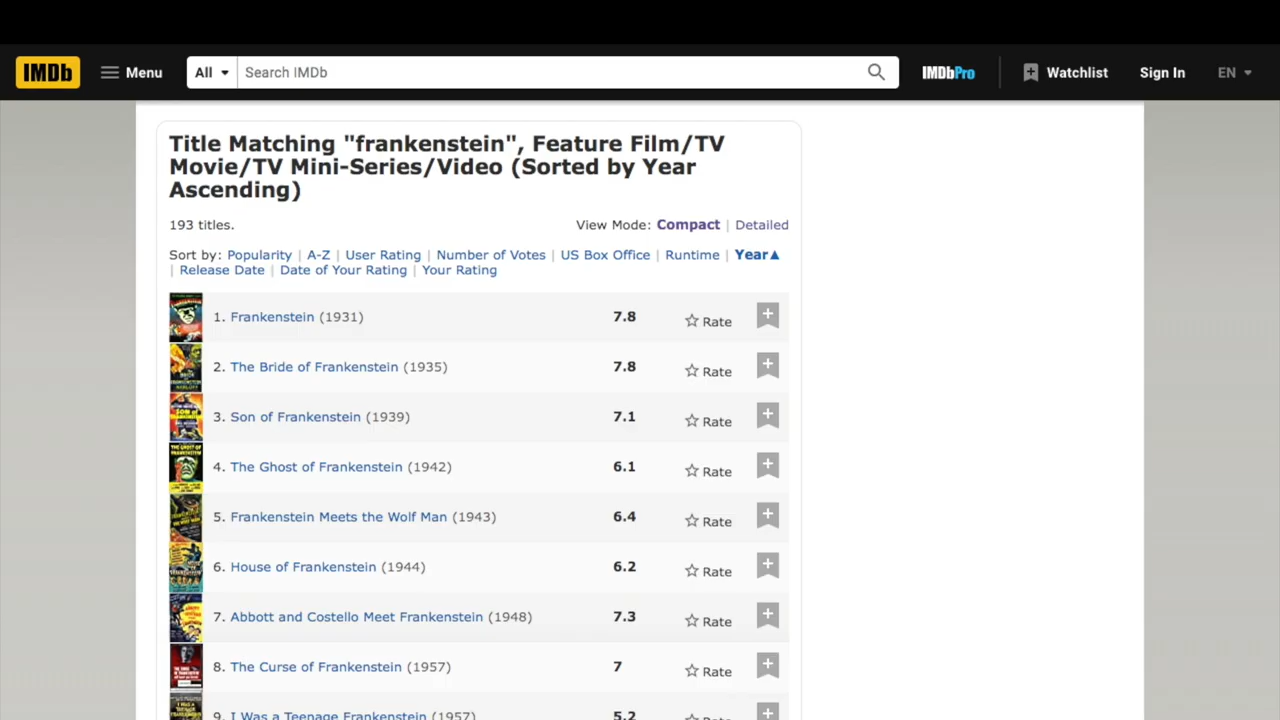 IMDb Menu All Search IMDb IMDbPro Watchlist Sign In EN
Title Matching "frankenstein", Feature Film/TV
Movie/TV Mini-Series/Video (Sorted by Year
Ascending)
193 titles. View Mode: Compact | Detailed
Sort by: Popularity | A-Z | User Rating | Number of Votes | US Box Office | Runtime | Year▲
| Release Date | Date of Your Rating | Your Rating
1. Frankenstein (1931) 7.8 Rate
2. The Bride of Frankenstein (1935) 7.8 Rate
3. Son of Frankenstein (1939) 7.1 Rate
4. The Ghost of Frankenstein (1942) 6.1 Rate
5. Frankenstein Meets the Wolf Man (1943) 6.4 Rate
6. House of Frankenstein (1944) 6.2 Rate
7. Abbott and Costello Meet Frankenstein (1948) 7.3 Rate
8. The Curse of Frankenstein (1957) 7 Rate
9. I Was a Teenage Frankenstein (1957) 5.2 Rate